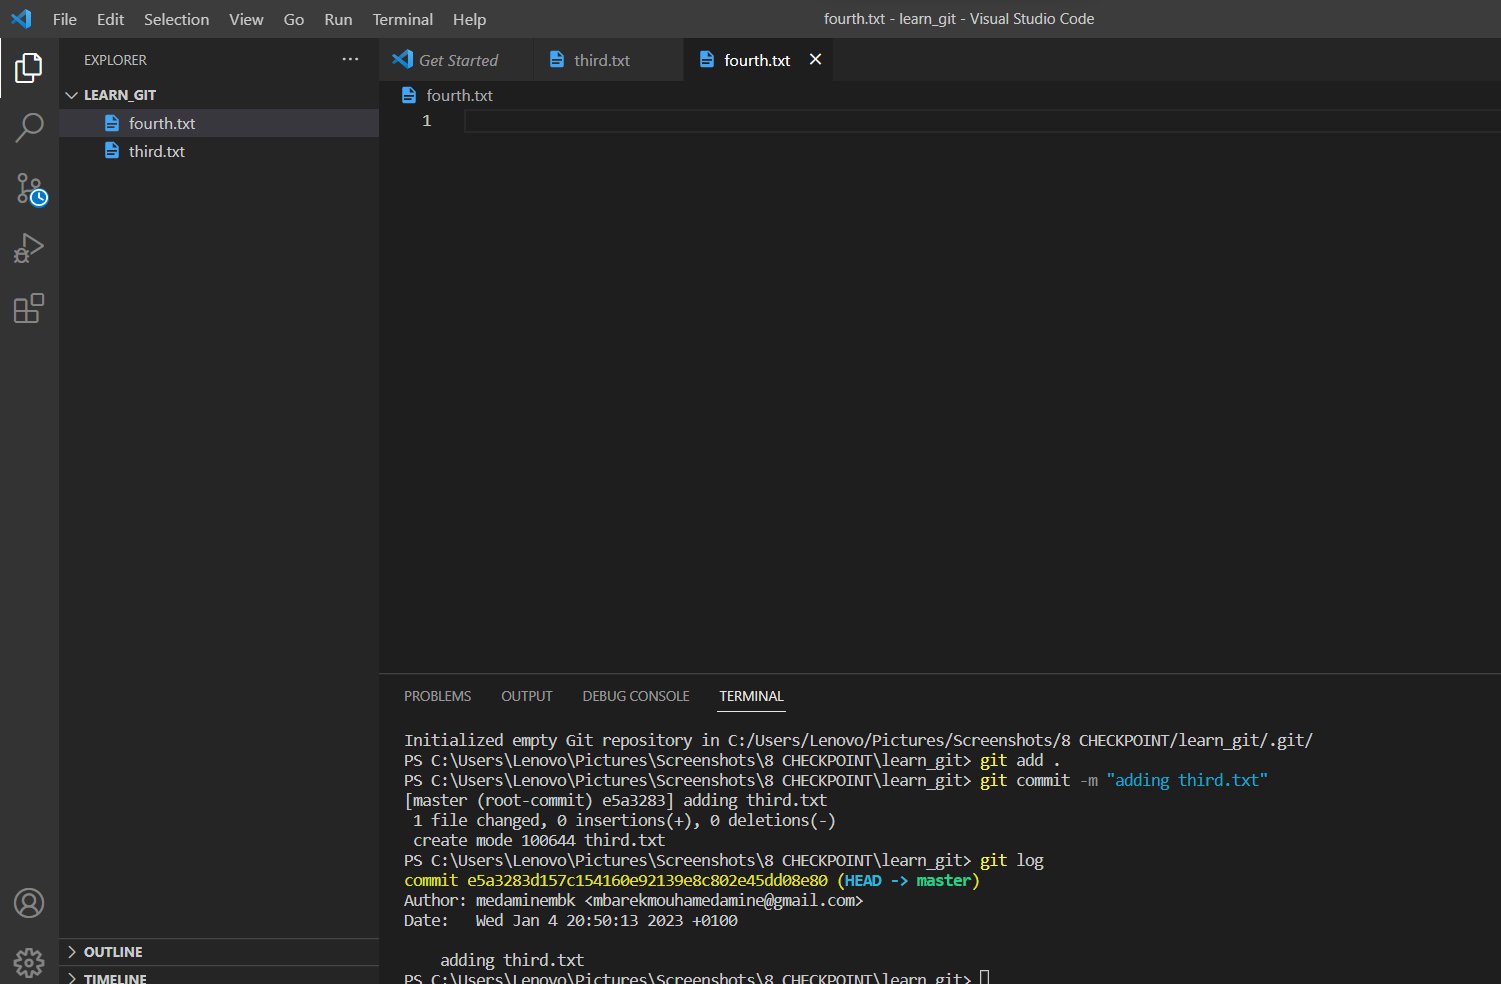 File Edit Selection View Go Run Terminal Help
fourth.txt - learn_git - Visual Studio Code
EXPLORER ...
LEARN_GIT
fourth.txt
third.txt
Get Started third.txt fourth.txt
fourth.txt
1
PROBLEMS OUTPUT DEBUG CONSOLE TERMINAL
Initialized empty Git repository in C:/Users/Lenovo/Pictures/Screenshots/8 CHECKPOINT/learn_git/.git/
PS C:\Users\Lenovo\Pictures\Screenshots\8 CHECKPOINT\learn_git> git add .
PS C:\Users\Lenovo\Pictures\Screenshots\8 CHECKPOINT\learn_git> git commit -m "adding third.txt"
[master (root-commit) e5a3283] adding third.txt
1 file changed, 0 insertions(+), 0 deletions(-)
create mode 100644 third.txt
PS C:\Users\Lenovo\Pictures\Screenshots\8 CHECKPOINT\learn_git> git log
commit e5a3283d157c154160e92139e8c802e45dd08e80 (HEAD -> master)
Author: medaminembk <mbarekmouhamedamine@gmail.com>
Date:   Wed Jan 4 20:50:13 2023 +0100
adding third.txt
PS C:\Users\Lenovo\Pictures\Screenshots\8 CHECKPOINT\learn_git>
OUTLINE
TIMELINE